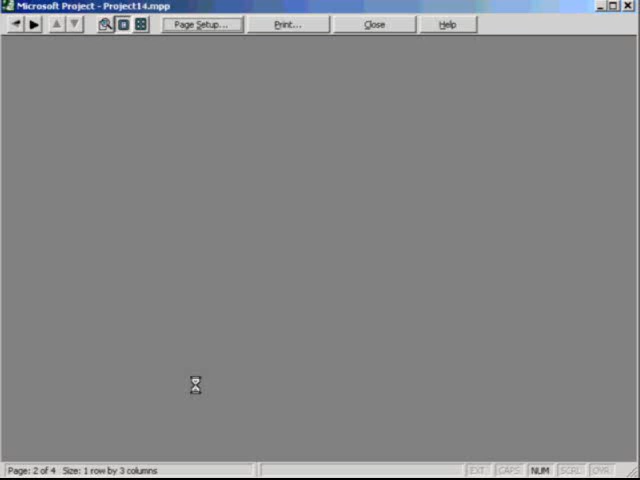 Microsoft Project - Project14.mpp
Page Setup... Print... Close Help
Page: 2 of 4 Size: 1 row by 3 columns EXT CAPS NUM SCRL OVR